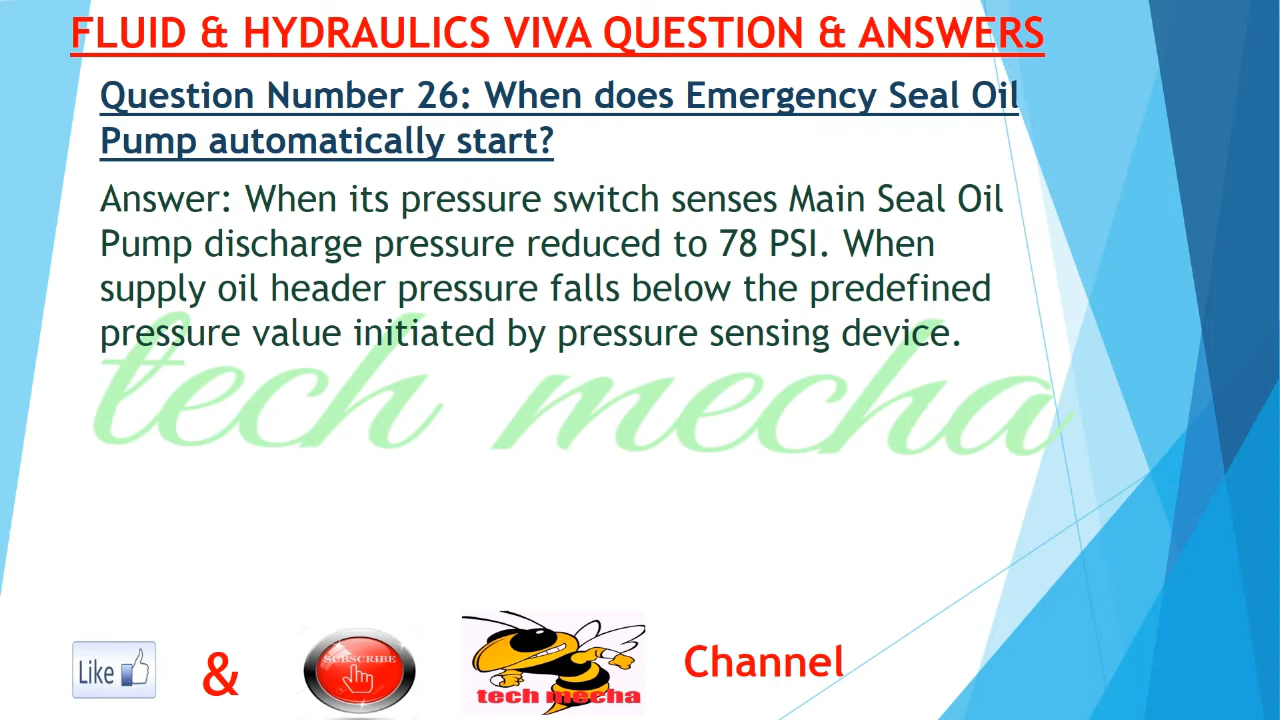 FLUID & HYDRAULICS VIVA QUESTION & ANSWERS
Question Number 26: When does Emergency Seal Oil
Pump automatically start?
Answer: When its pressure switch senses Main Seal Oil
Pump discharge pressure reduced to 78 PSI. When
supply oil header pressure falls below the predefined
pressure value initiated by pressure sensing device.
tech mecha
Like & SUBSCRIBE tech mecha Channel